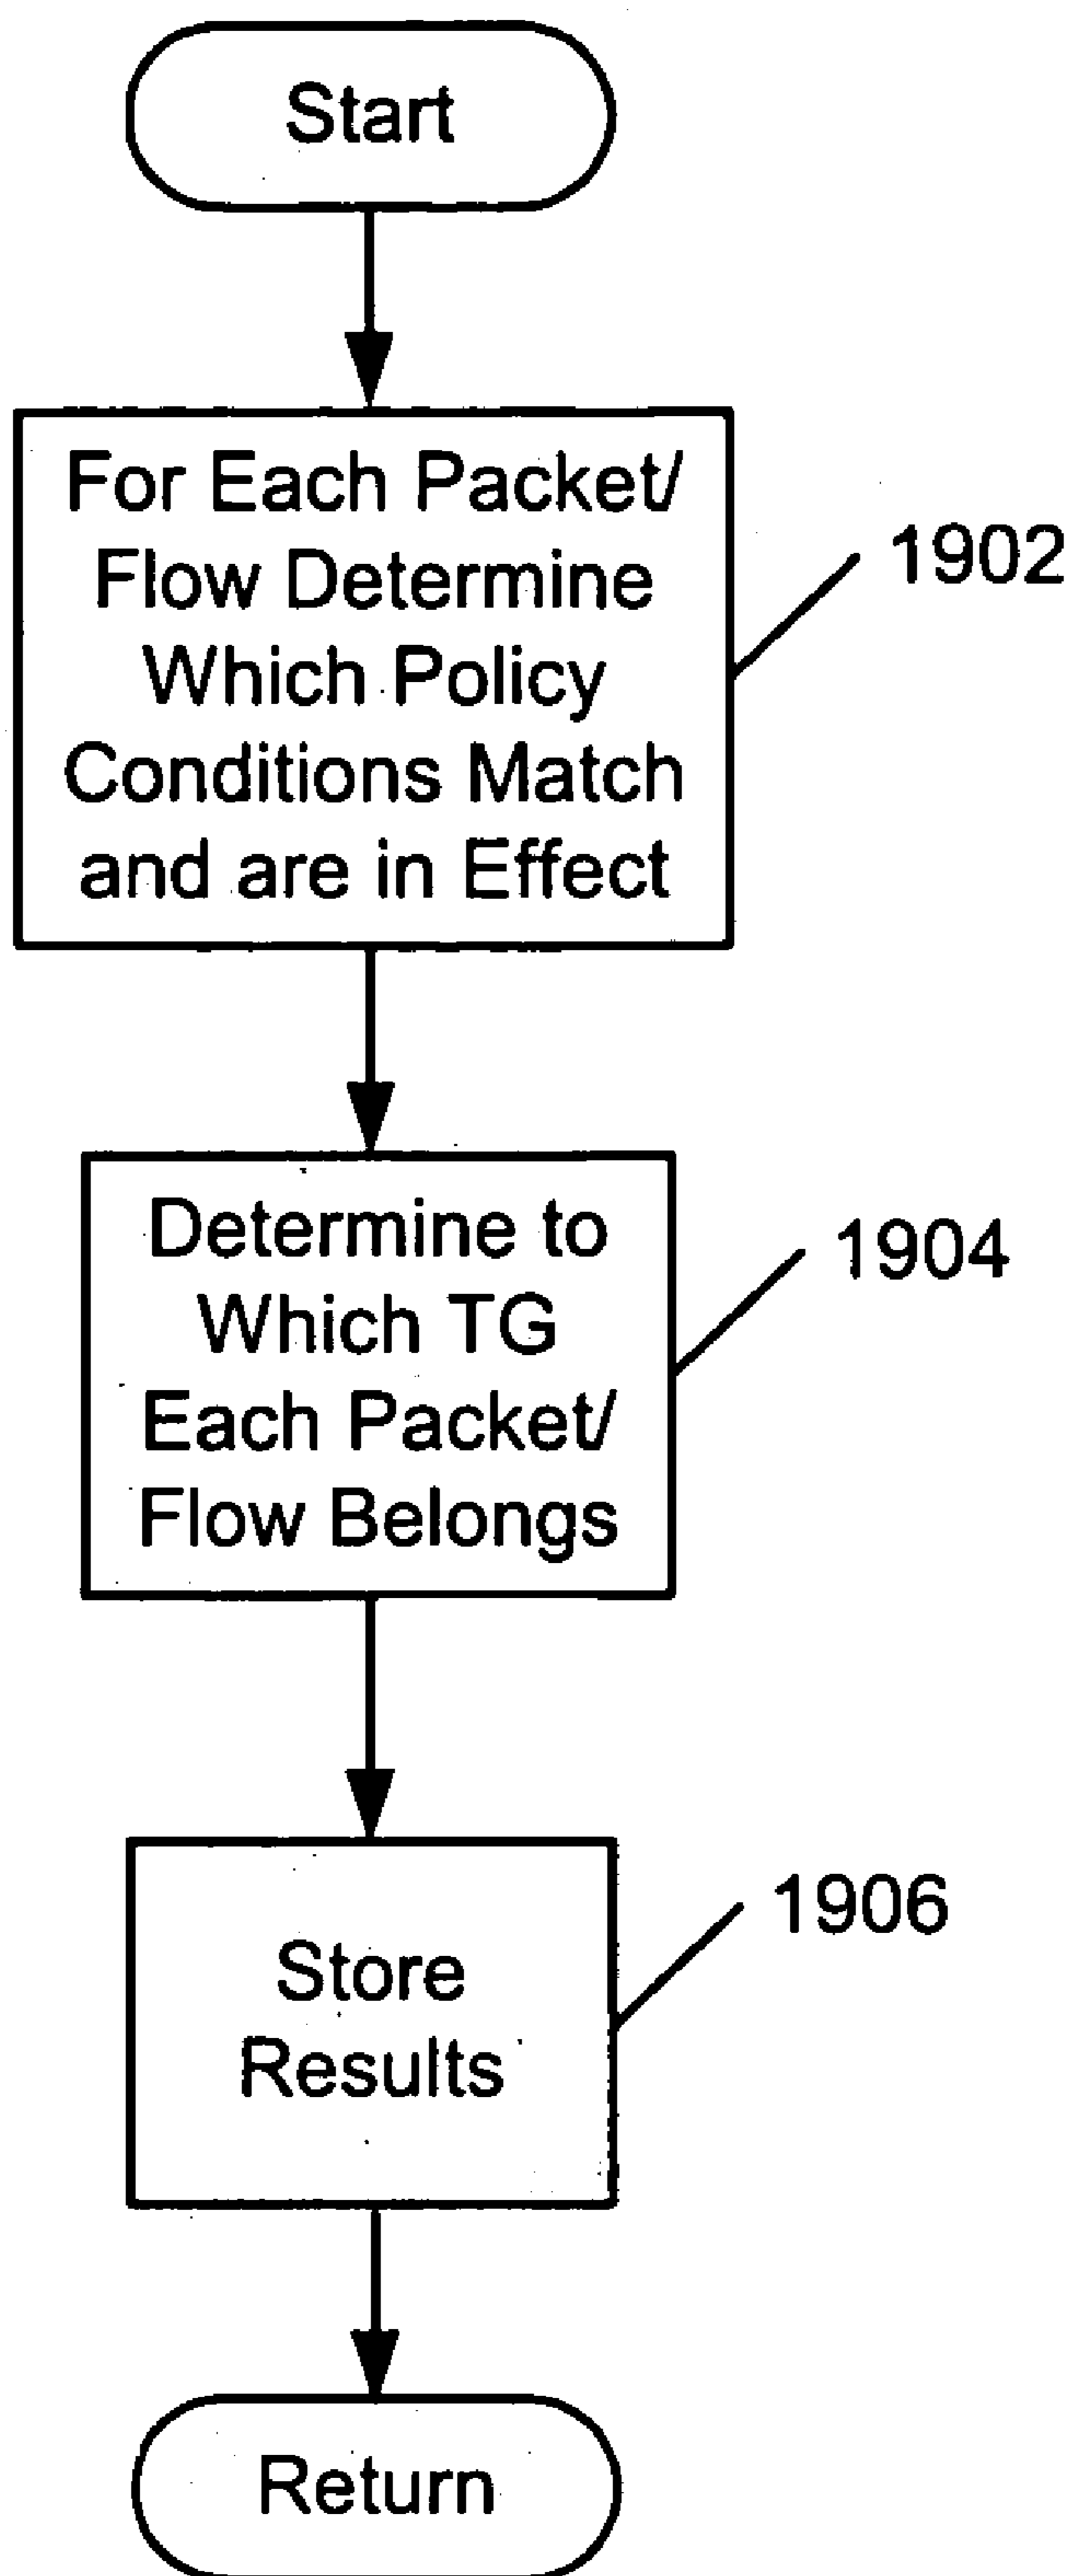 Start
For Each Packet/
Flow Determine
Which Policy
Conditions Match
and are in Effect
1902
Determine to
Which TG
Each Packet/
Flow Belongs
1904
Store
Results
1906
Return